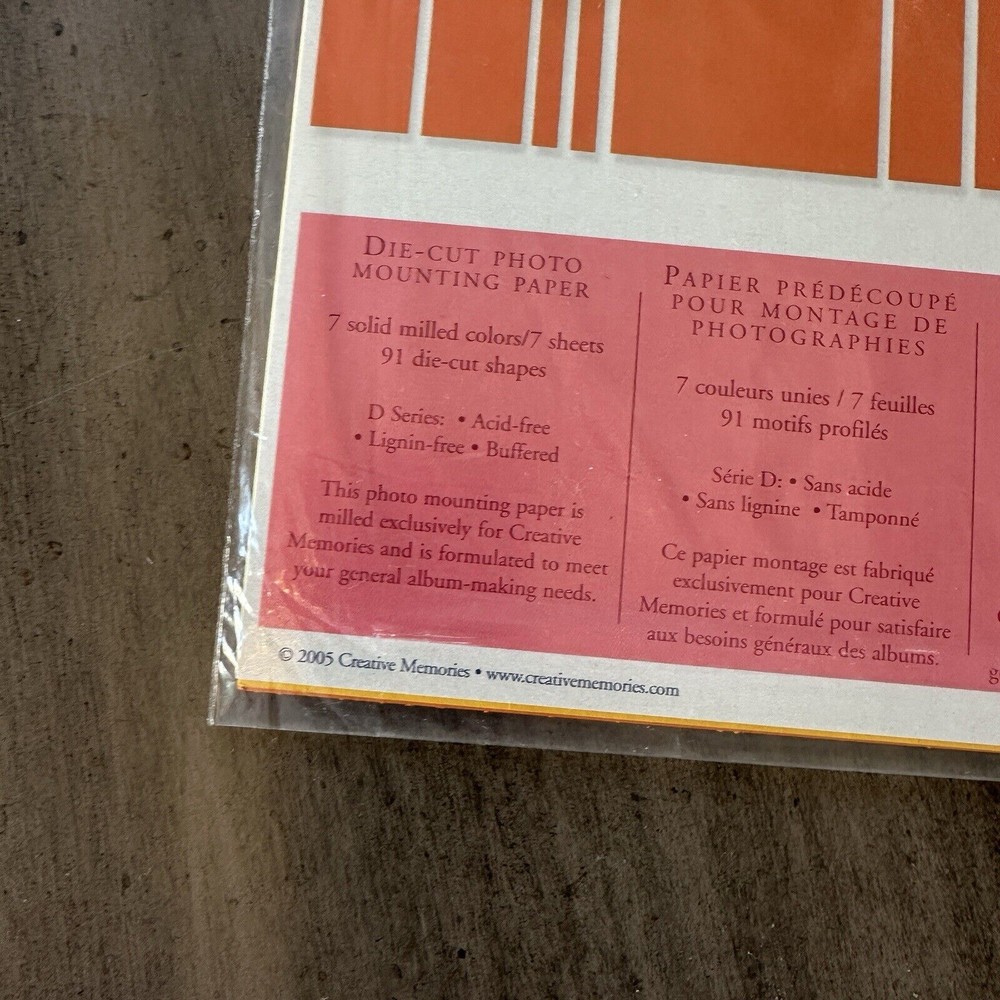 DIE-CUT PHOTO
MOUNTING PAPER
7 solid milled colors/7 sheets
91 die-cut shapes
D Series: • Acid-free
• Lignin-free • Buffered
This photo mounting paper is
milled exclusively for Creative
Memories and is formulated to meet
your general album-making needs.
PAPIER PRÉDÉCOUPÉ
POUR MONTAGE DE
PHOTOGRAPHIES
7 couleurs unies / 7 feuilles
91 motifs profilés
Série D: • Sans acide
• Sans lignine • Tamponné
Ce papier montage est fabriqué
exclusivement pour Creative
Memories et formulé pour satisfaire
aux besoins généraux des albums.
© 2005 Creative Memories • www.creativememories.com